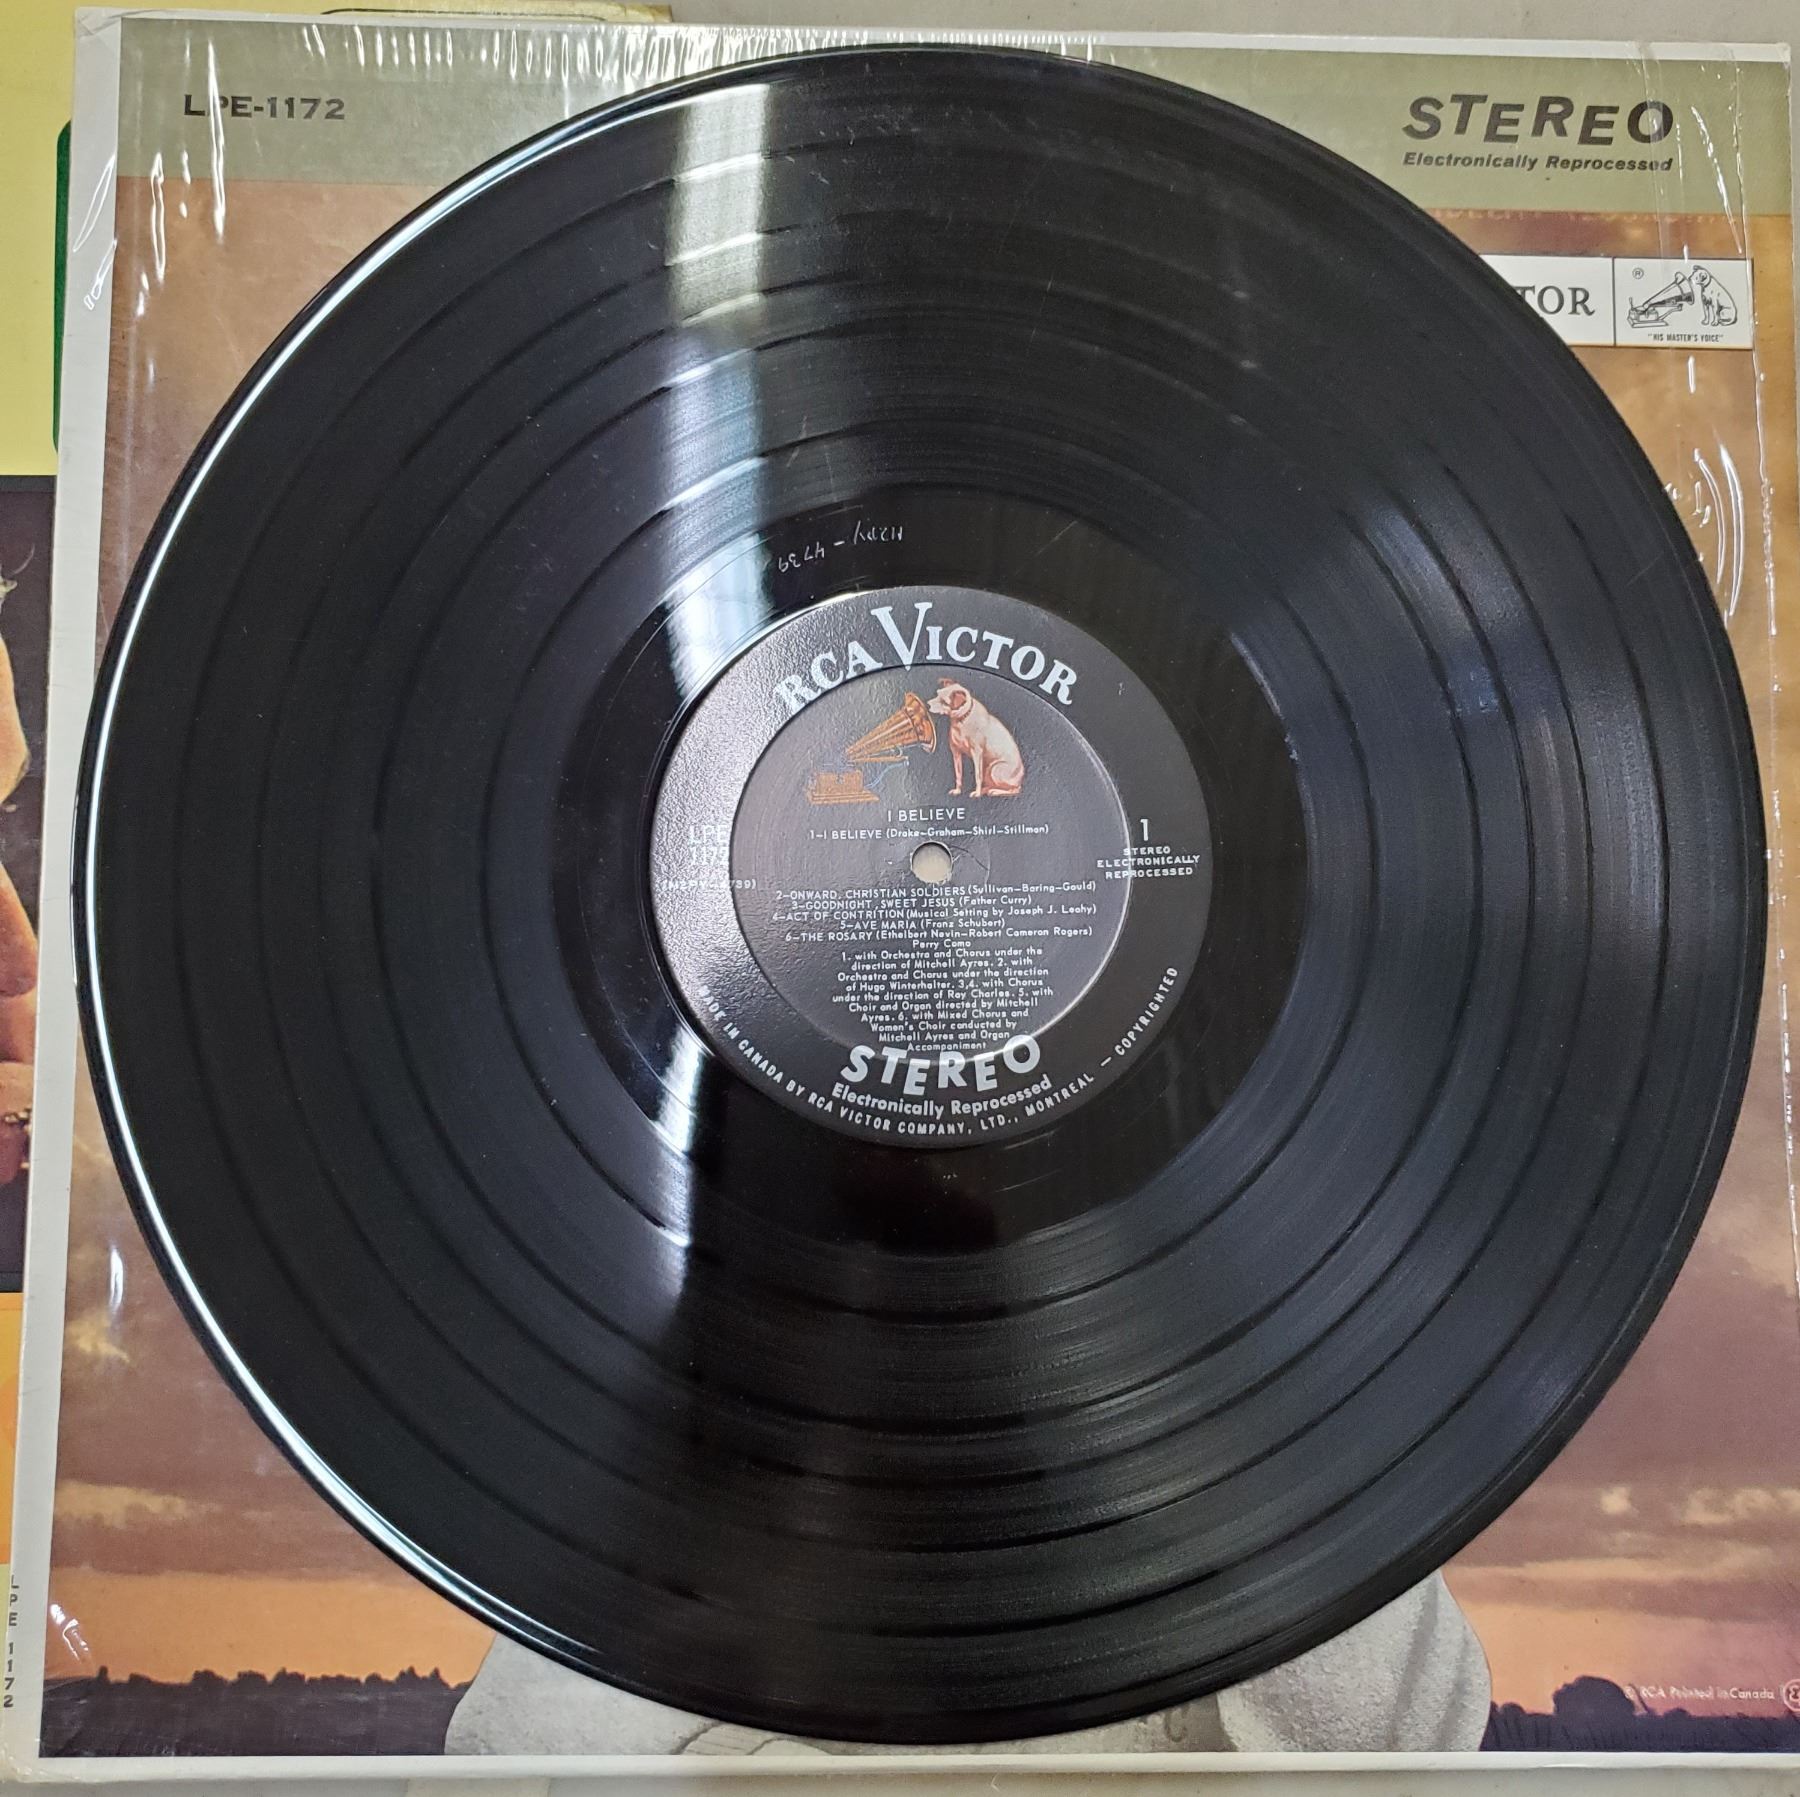 STEREO
Electronically Reprocessed
TOR
®
"HIS MASTER'S VOICE"
RCA VICTOR
I BELIEVE
1-I BELIEVE (Drake-Graham-Shirl-Stillman)
LPE
1172
1
STEREO
ELECTRONICALLY
REPROCESSED
2-ONWARD, CHRISTIAN SOLDIERS (Sullivan-Baring-Gould)
3-GOODNIGHT, SWEET JESUS (Father Curry)
4-ACT OF CONTRITION (Musical Setting by Joseph J. Leahy)
5-AVE MARIA (Franz Schubert)
6-THE ROSARY (Ethelbert Nevin-Robert Cameron Rogers)
Perry Como
1. with Orchestra and Chorus under the
direction of Mitchell Ayres. 2. with
Orchestra and Chorus under the direction
of Hugo Winterhalter. 3,4. with Chorus
under the direction of Ray Charles. 5. with
Choir and Organ directed by Mitchell
Ayres. 6. with Mixed Chorus and
Women's Choir conducted by
Mitchell Ayres and Organ
Accompaniment
STEREO
Electronically Reprocessed
MADE IN CANADA BY RCA VICTOR COMPANY, LTD., MONTREAL — COPYRIGHTED
LPE 1172
© RCA Printed in Canada